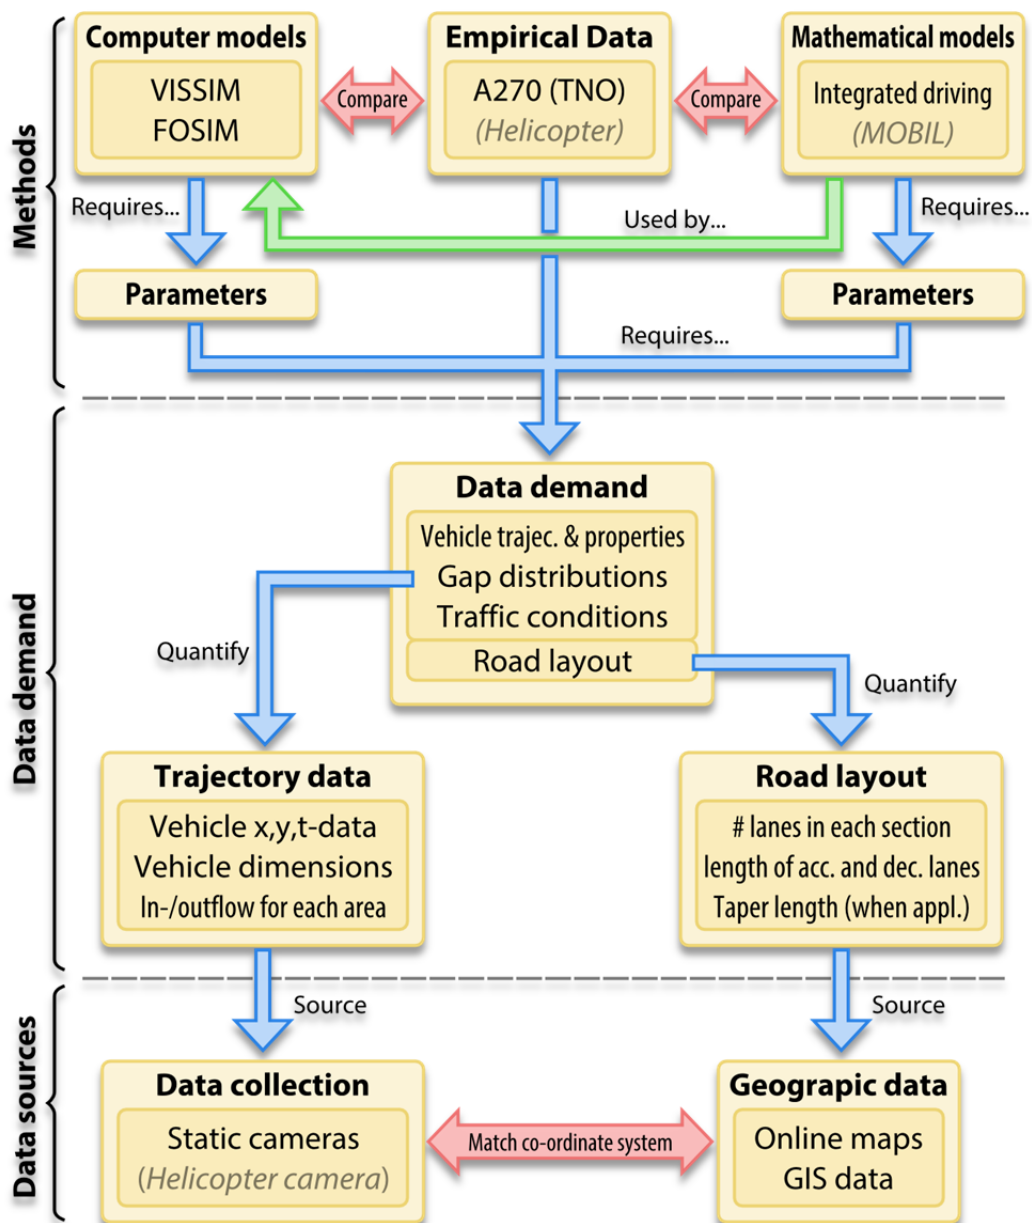 Methods
Computer models
VISSIM
FOSIM
Compare
Empirical Data
A270 (TNO)
(Helicopter)
Compare
Mathematical models
Integrated driving
(MOBIL)
Requires...
Used by...
Requires...
Parameters
Parameters
Requires...
Data demand
Data demand
Vehicle trajec. & properties
Gap distributions
Traffic conditions
Road layout
Quantify
Quantify
Trajectory data
Vehicle x,y,t-data
Vehicle dimensions
In-/outflow for each area
Road layout
# lanes in each section
length of acc. and dec. lanes
Taper length (when appl.)
Source
Source
Data sources
Data collection
Static cameras
(Helicopter camera)
Match co-ordinate system
Geograpic data
Online maps
GIS data